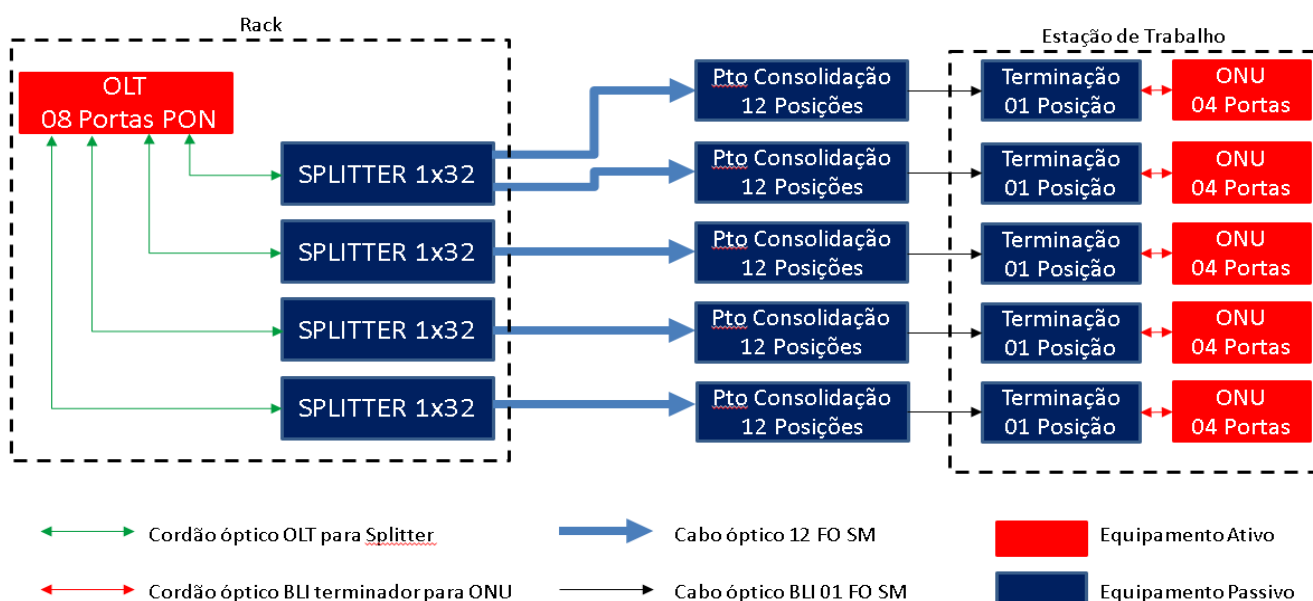 Rack
Estação de Trabalho
OLT
08 Portas PON
SPLITTER 1x32
SPLITTER 1x32
SPLITTER 1x32
SPLITTER 1x32
Pto Consolidação
12 Posições
Pto Consolidação
12 Posições
Pto Consolidação
12 Posições
Pto Consolidação
12 Posições
Pto Consolidação
12 Posições
Terminação
01 Posição
Terminação
01 Posição
Terminação
01 Posição
Terminação
01 Posição
Terminação
01 Posição
ONU
04 Portas
ONU
04 Portas
ONU
04 Portas
ONU
04 Portas
ONU
04 Portas
Cordão óptico OLT para Splitter
Cabo óptico 12 FO SM
Equipamento Ativo
Cordão óptico BLI terminador para ONU
Cabo óptico BLI 01 FO SM
Equipamento Passivo